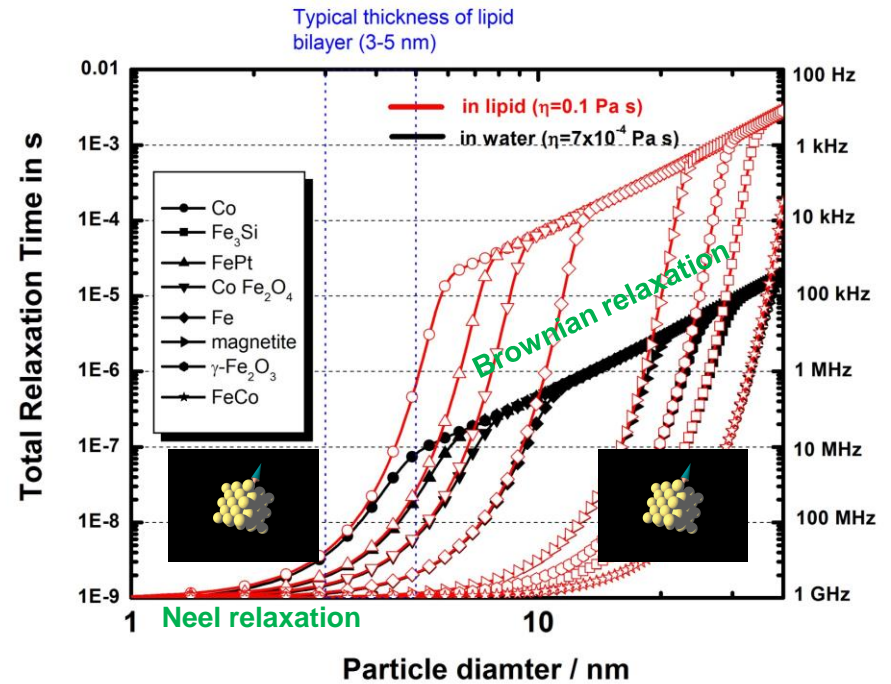 Typical thickness of lipid
bilayer (3-5 nm)
0.01
1E-3
1E-4
1E-5
1E-6
1E-7
1E-8
1E-9
Total Relaxation Time in s
in lipid (η=0.1 Pa s)
in water (η=7x10⁻⁴ Pa s)
Co
Fe₃Si
FePt
Co Fe₂O₄
Fe
magnetite
γ-Fe₂O₃
FeCo
Brownian relaxation
Neel relaxation
100 Hz
1 kHz
10 kHz
100 kHz
1 MHz
10 MHz
100 MHz
1 GHz
1
10
Particle diamter / nm